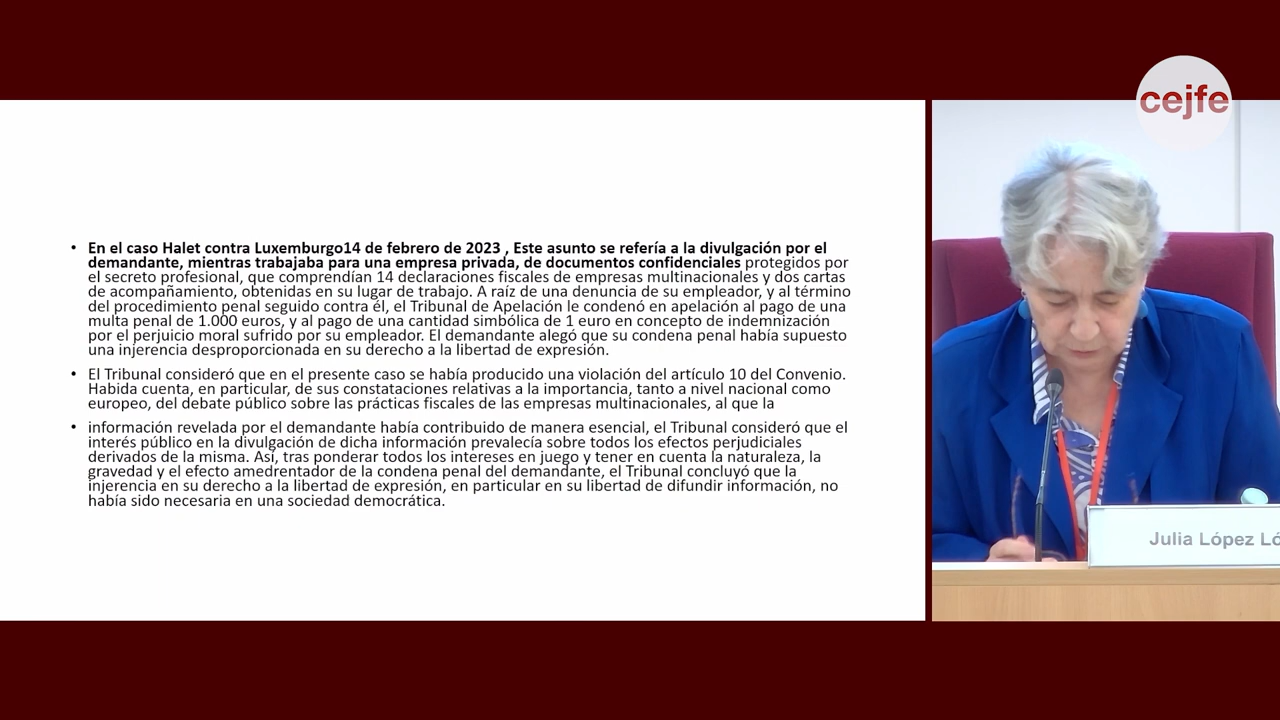 cejfe
• En el caso Halet contra Luxemburgo14 de febrero de 2023 , Este asunto se refería a la divulgación por el
demandante, mientras trabajaba para una empresa privada, de documentos confidenciales protegidos por
el secreto profesional, que comprendían 14 declaraciones fiscales de empresas multinacionales y dos cartas
de acompañamiento, obtenidas en su lugar de trabajo. A raíz de una denuncia de su empleador, y al término
del procedimiento penal seguido contra él, el Tribunal de Apelación le condenó en apelación al pago de una
multa penal de 1.000 euros, y al pago de una cantidad simbólica de 1 euro en concepto de indemnización
por el perjuicio moral sufrido por su empleador. El demandante alegó que su condena penal había supuesto
una injerencia desproporcionada en su derecho a la libertad de expresión.
• El Tribunal consideró que en el presente caso se había producido una violación del artículo 10 del Convenio.
Habida cuenta, en particular, de sus constataciones relativas a la importancia, tanto a nivel nacional como
europeo, del debate público sobre las prácticas fiscales de las empresas multinacionales, al que la
• información revelada por el demandante había contribuido de manera esencial, el Tribunal consideró que el
interés público en la divulgación de dicha información prevalecía sobre todos los efectos perjudiciales
derivados de la misma. Así, tras ponderar todos los intereses en juego y tener en cuenta la naturaleza, la
gravedad y el efecto amedrentador de la condena penal del demandante, el Tribunal concluyó que la
injerencia en su derecho a la libertad de expresión, en particular en su libertad de difundir información, no
había sido necesaria en una sociedad democrática.
Julia López Ló